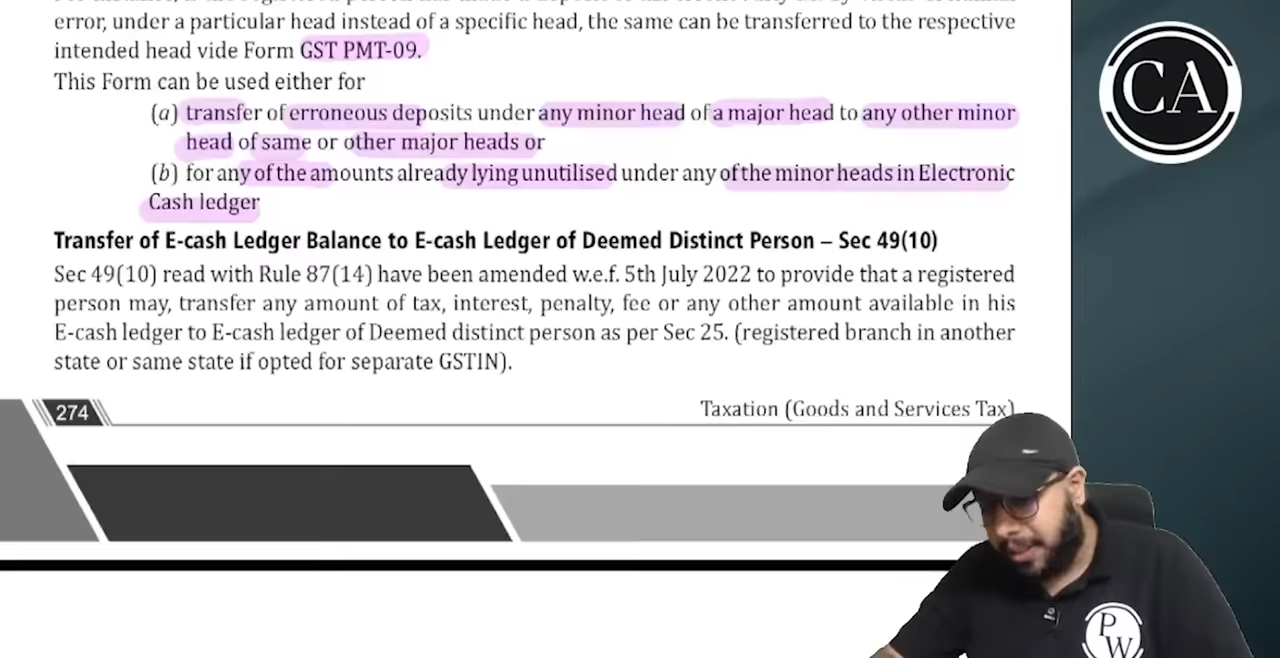 error, under a particular head instead of a specific head, the same can be transferred to the respective
intended head vide Form GST PMT-09.
This Form can be used either for
(a) transfer of erroneous deposits under any minor head of a major head to any other minor
head of same or other major heads or
(b) for any of the amounts already lying unutilised under any of the minor heads in Electronic
Cash ledger
Transfer of E-cash Ledger Balance to E-cash Ledger of Deemed Distinct Person – Sec 49(10)
Sec 49(10) read with Rule 87(14) have been amended w.e.f. 5th July 2022 to provide that a registered
person may, transfer any amount of tax, interest, penalty, fee or any other amount available in his
E-cash ledger to E-cash ledger of Deemed distinct person as per Sec 25. (registered branch in another
state or same state if opted for separate GSTIN).
274
Taxation (Goods and Services Tax)
CA
PW